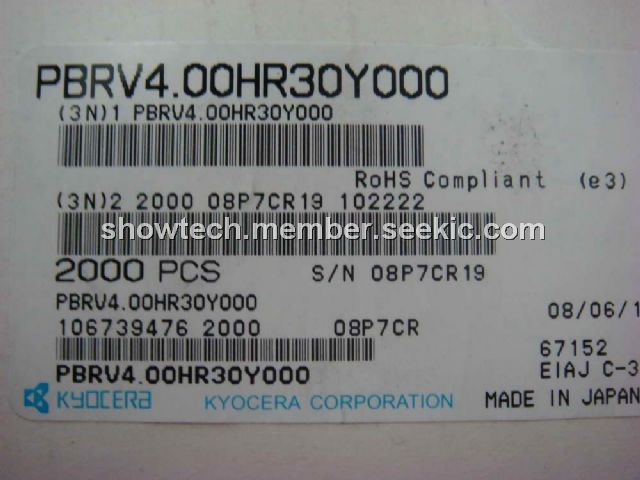 PBRV4.00HR30Y000
(3N)1 PBRV4.00HR30Y000
RoHS Compliant (e3)
(3N)2 2000 08P7CR19 102222
showtech.member.seekic.com
2000 PCS S/N 08P7CR19
PBRV4.00HR30Y000
08/06/1
106739476 2000 08P7CR
67152
EIAJ C-3
PBRV4.00HR30Y000
KYOCERA KYOCERA CORPORATION MADE IN JAPAN